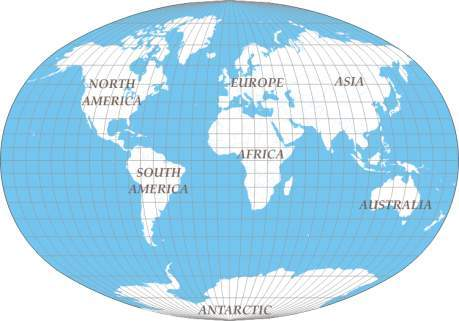 NORTH
AMERICA
EUROPE
ASIA
AFRICA
SOUTH
AMERICA
AUSTRALIA
ANTARCTIC